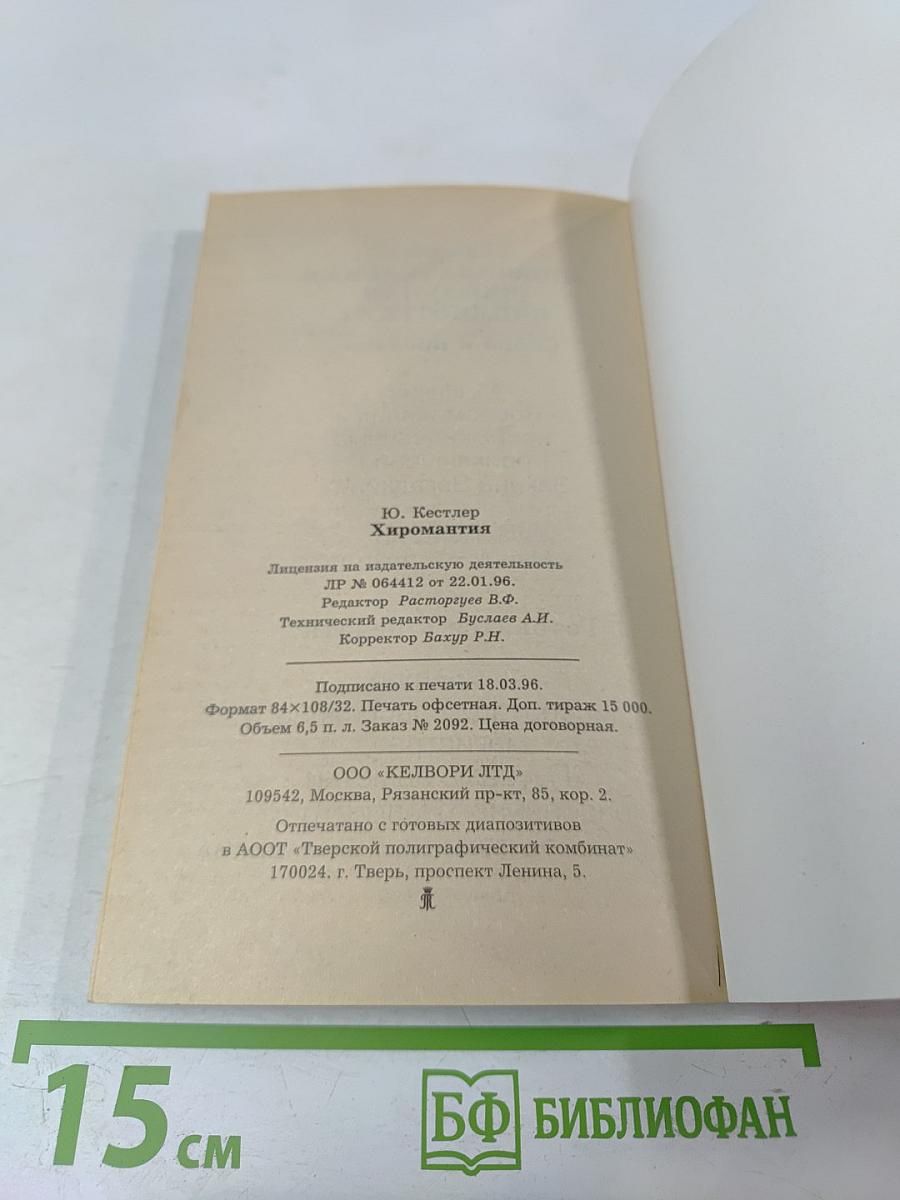 Ю. Кестлер
Хиромантия
Лицензия на издательскую деятельность
ЛР № 064412 от 22.01.96.
Редактор Расторгуев В.Ф.
Технический редактор Буслаев А.И.
Корректор Бахур Р.Н.
Подписано к печати 18.03.96.
Формат 84×108/32. Печать офсетная. Доп. тираж 15 000.
Объем 6,5 п. л. Заказ № 2092. Цена договорная.
ООО «КЕЛВОРИ ЛТД»
109542, Москва, Рязанский пр-кт, 85, кор. 2.
Отпечатано с готовых диапозитивов
в АООТ «Тверской полиграфический комбинат»
170024. г. Тверь, проспект Ленина, 5.
15 см
БФ БИБЛИОФАН